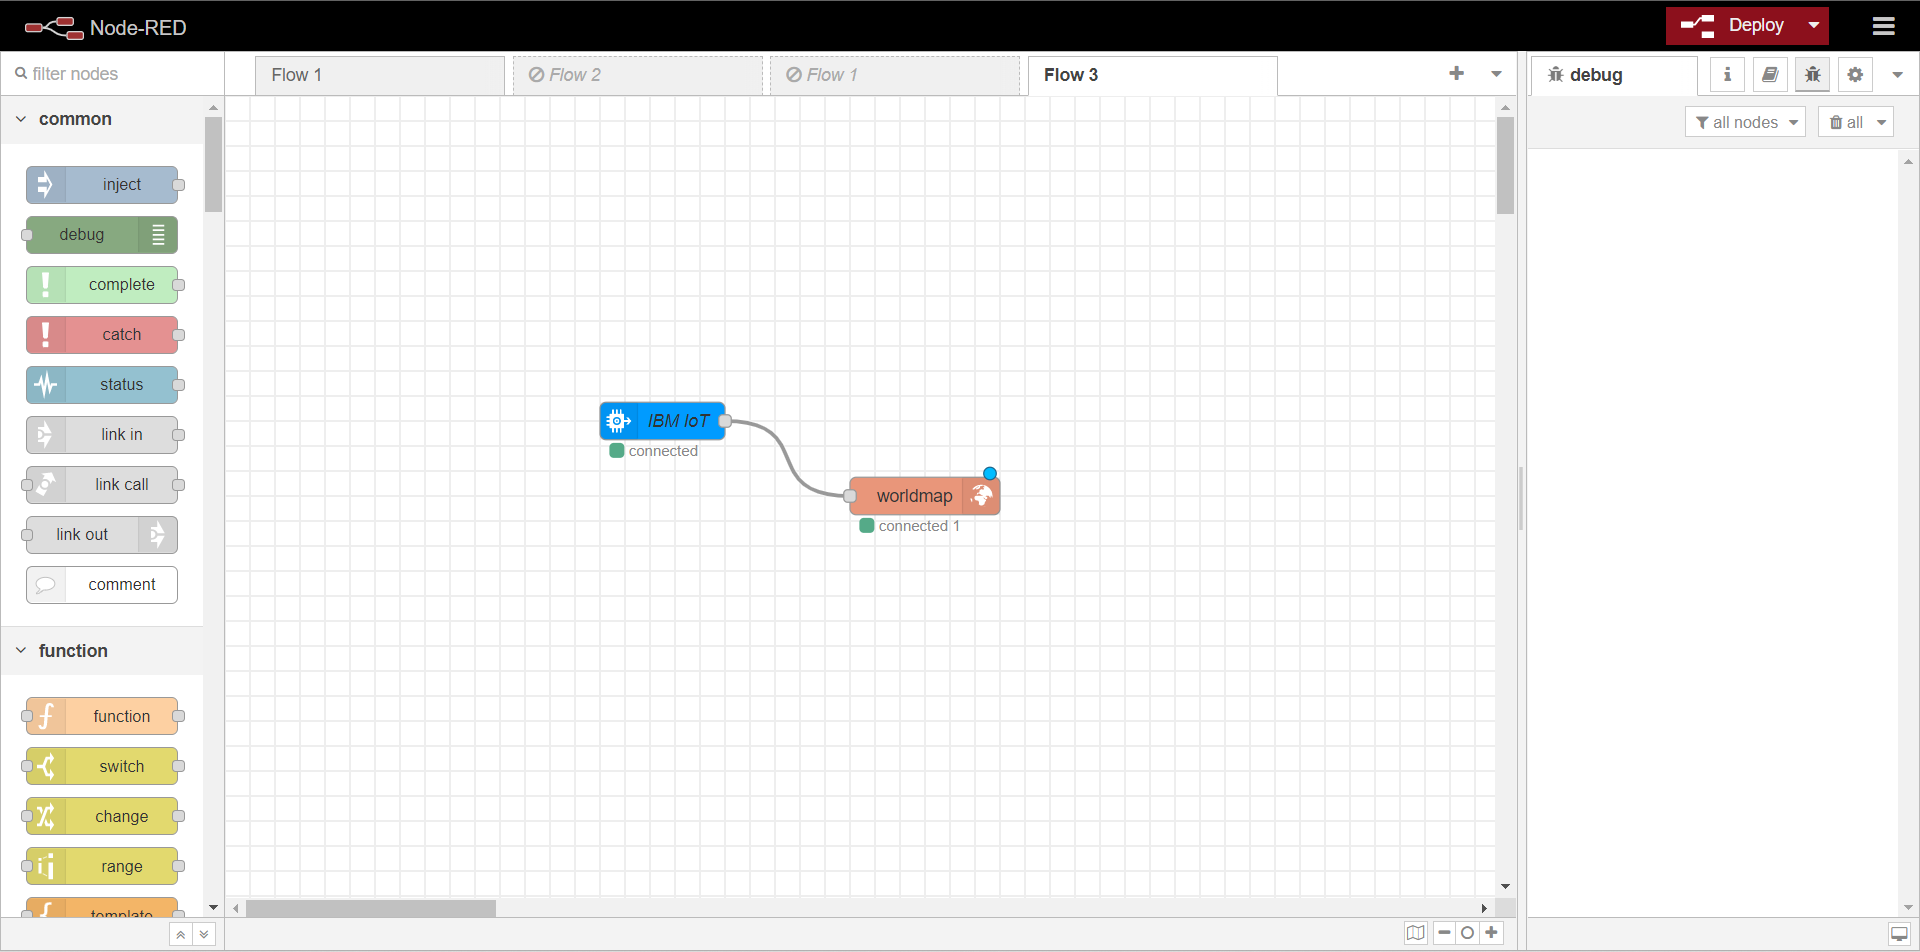 Node-RED
Deploy
filter nodes
Flow 1
Flow 2
Flow 1
Flow 3
debug
all nodes
all
common
inject
debug
complete
catch
status
link in
link call
link out
comment
function
function
switch
change
range
template
IBM IoT
connected
worldmap
connected 1